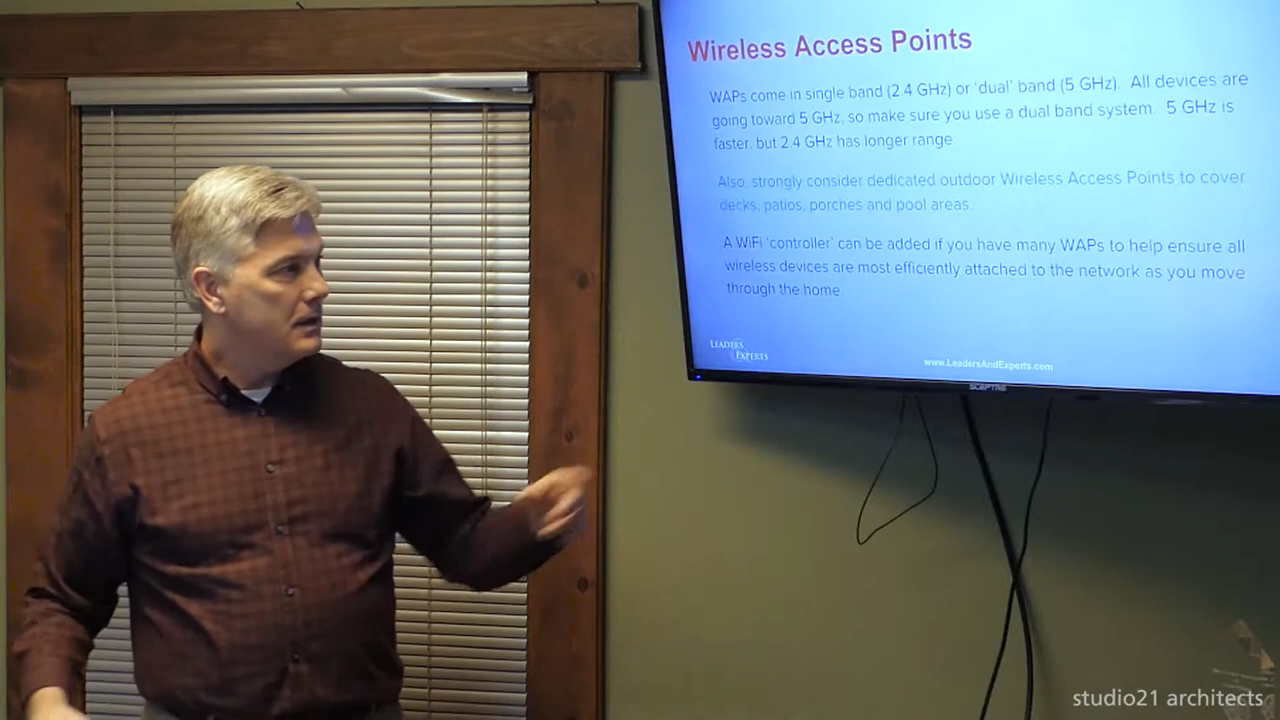 Wireless Access Points
WAPs come in single band (2.4 GHz) or ‘dual’ band (5 GHz). All devices are
going toward 5 GHz, so make sure you use a dual band system. 5 GHz is
faster, but 2.4 GHz has longer range
Also, strongly consider dedicated outdoor Wireless Access Points to cover
decks, patios, porches and pool areas.
A WiFi ‘controller’ can be added if you have many WAPs to help ensure all
wireless devices are most efficiently attached to the network as you move
through the home.
LEADERS
EXPERTS
www.LeadersAndExperts.com
SCEPTRE
studio21 architects